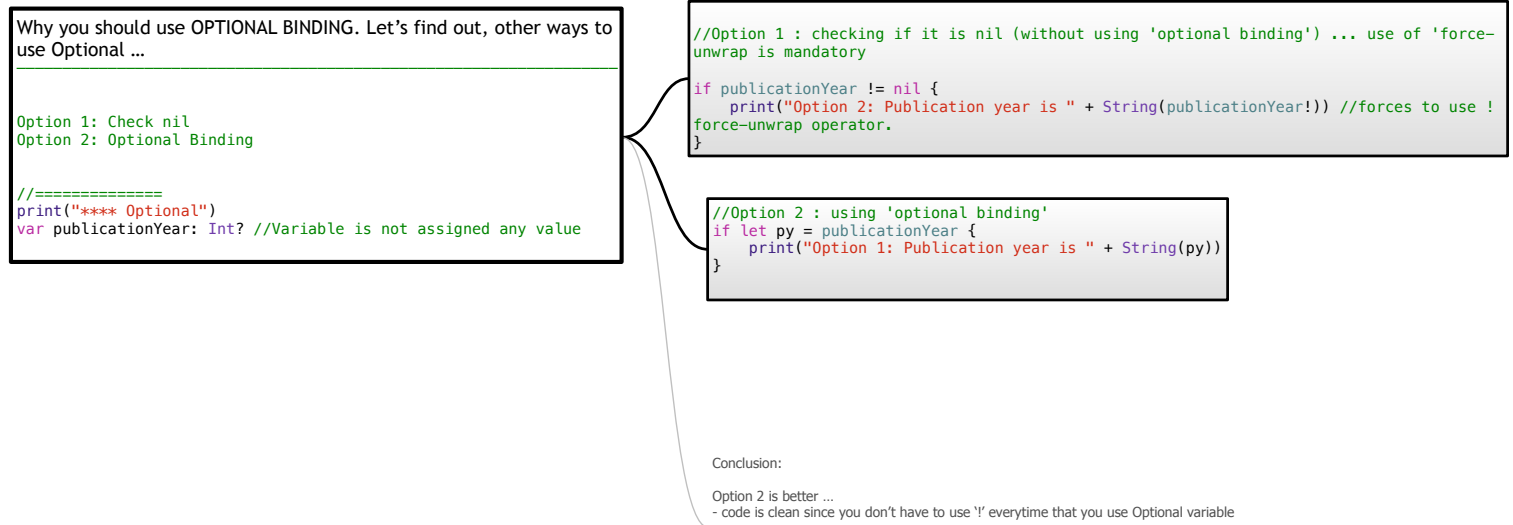 Why you should use OPTIONAL BINDING. Let’s find out, other ways to
use Optional …
Option 1: Check nil
Option 2: Optional Binding
//==============
print("**** Optional")
var publicationYear: Int? //Variable is not assigned any value
//Option 1 : checking if it is nil (without using 'optional binding') ... use of 'force-
unwrap is mandatory
if publicationYear != nil {
    print("Option 2: Publication year is " + String(publicationYear!)) //forces to use !
force-unwrap operator.
}
//Option 2 : using 'optional binding'
if let py = publicationYear {
    print("Option 1: Publication year is " + String(py))
}
Conclusion:
Option 2 is better …
- code is clean since you don’t have to use ‘!’ everytime that you use Optional variable